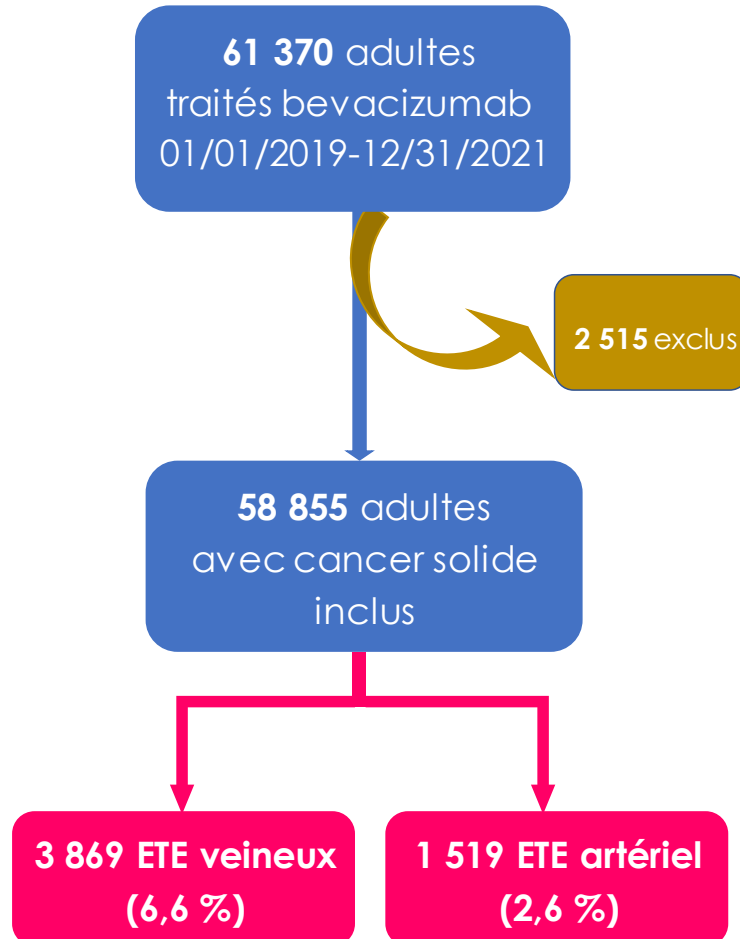 61 370 adultes
traités bevacizumab
01/01/2019-12/31/2021
2 515 exclus
58 855 adultes
avec cancer solide
inclus
3 869 ETE veineux
(6,6 %)
1 519 ETE artériel
(2,6 %)